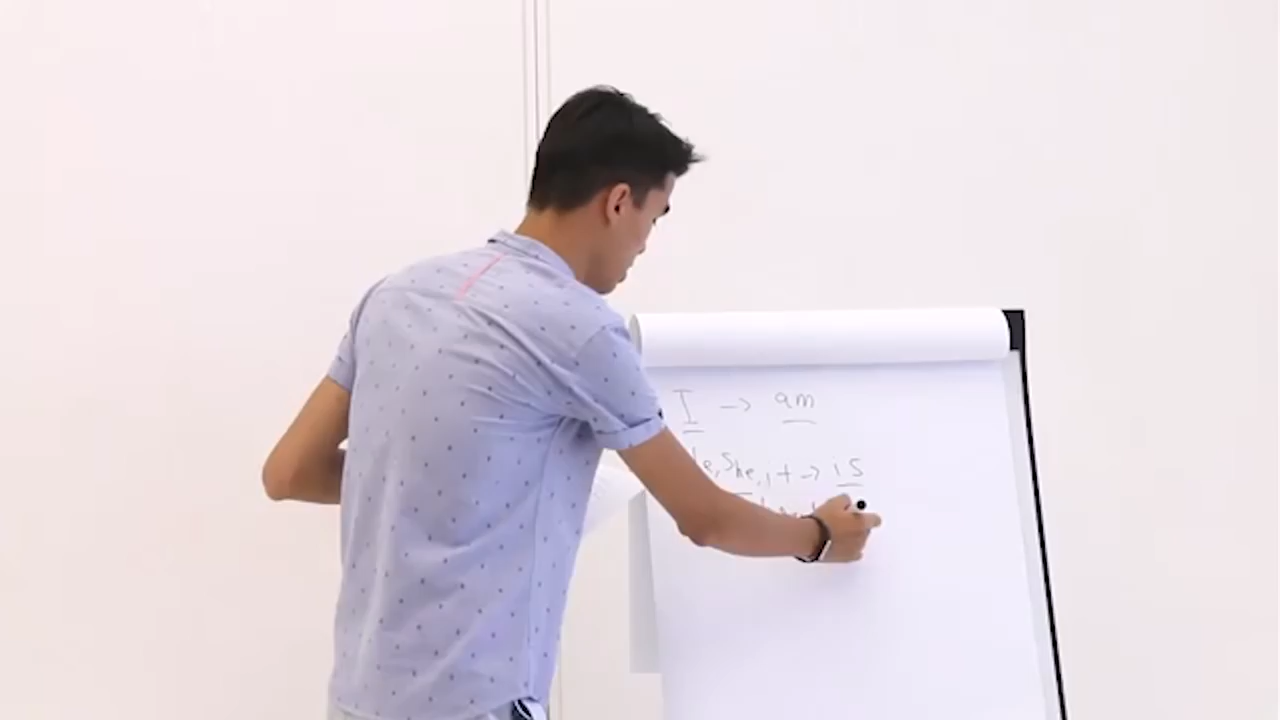 I → am
he, She, it → is